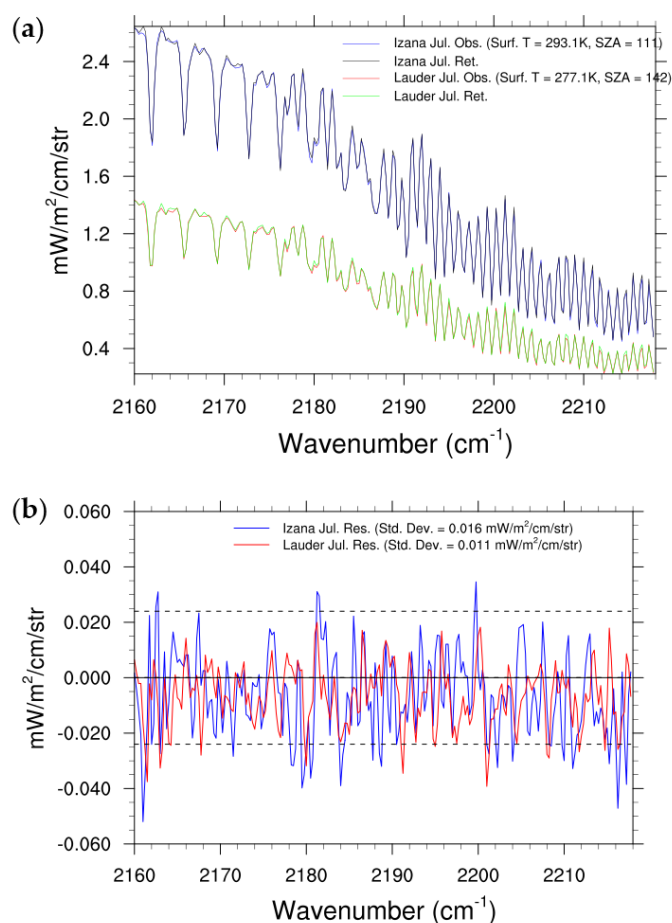 (a)
mW/m²/cm/str
2.4
2.0
1.6
1.2
0.8
0.4
Izana Jul. Obs. (Surf. T = 293.1K, SZA = 111)
Izana Jul. Ret.
Lauder Jul. Obs. (Surf. T = 277.1K, SZA = 142)
Lauder Jul. Ret.
2160 2170 2180 2190 2200 2210
Wavenumber (cm⁻¹)
(b)
mW/m²/cm/str
0.060
0.040
0.020
0.000
-0.020
-0.040
-0.060
Izana Jul. Res. (Std. Dev. = 0.016 mW/m²/cm/str)
Lauder Jul. Res. (Std. Dev. = 0.011 mW/m²/cm/str)
2160 2170 2180 2190 2200 2210
Wavenumber (cm⁻¹)